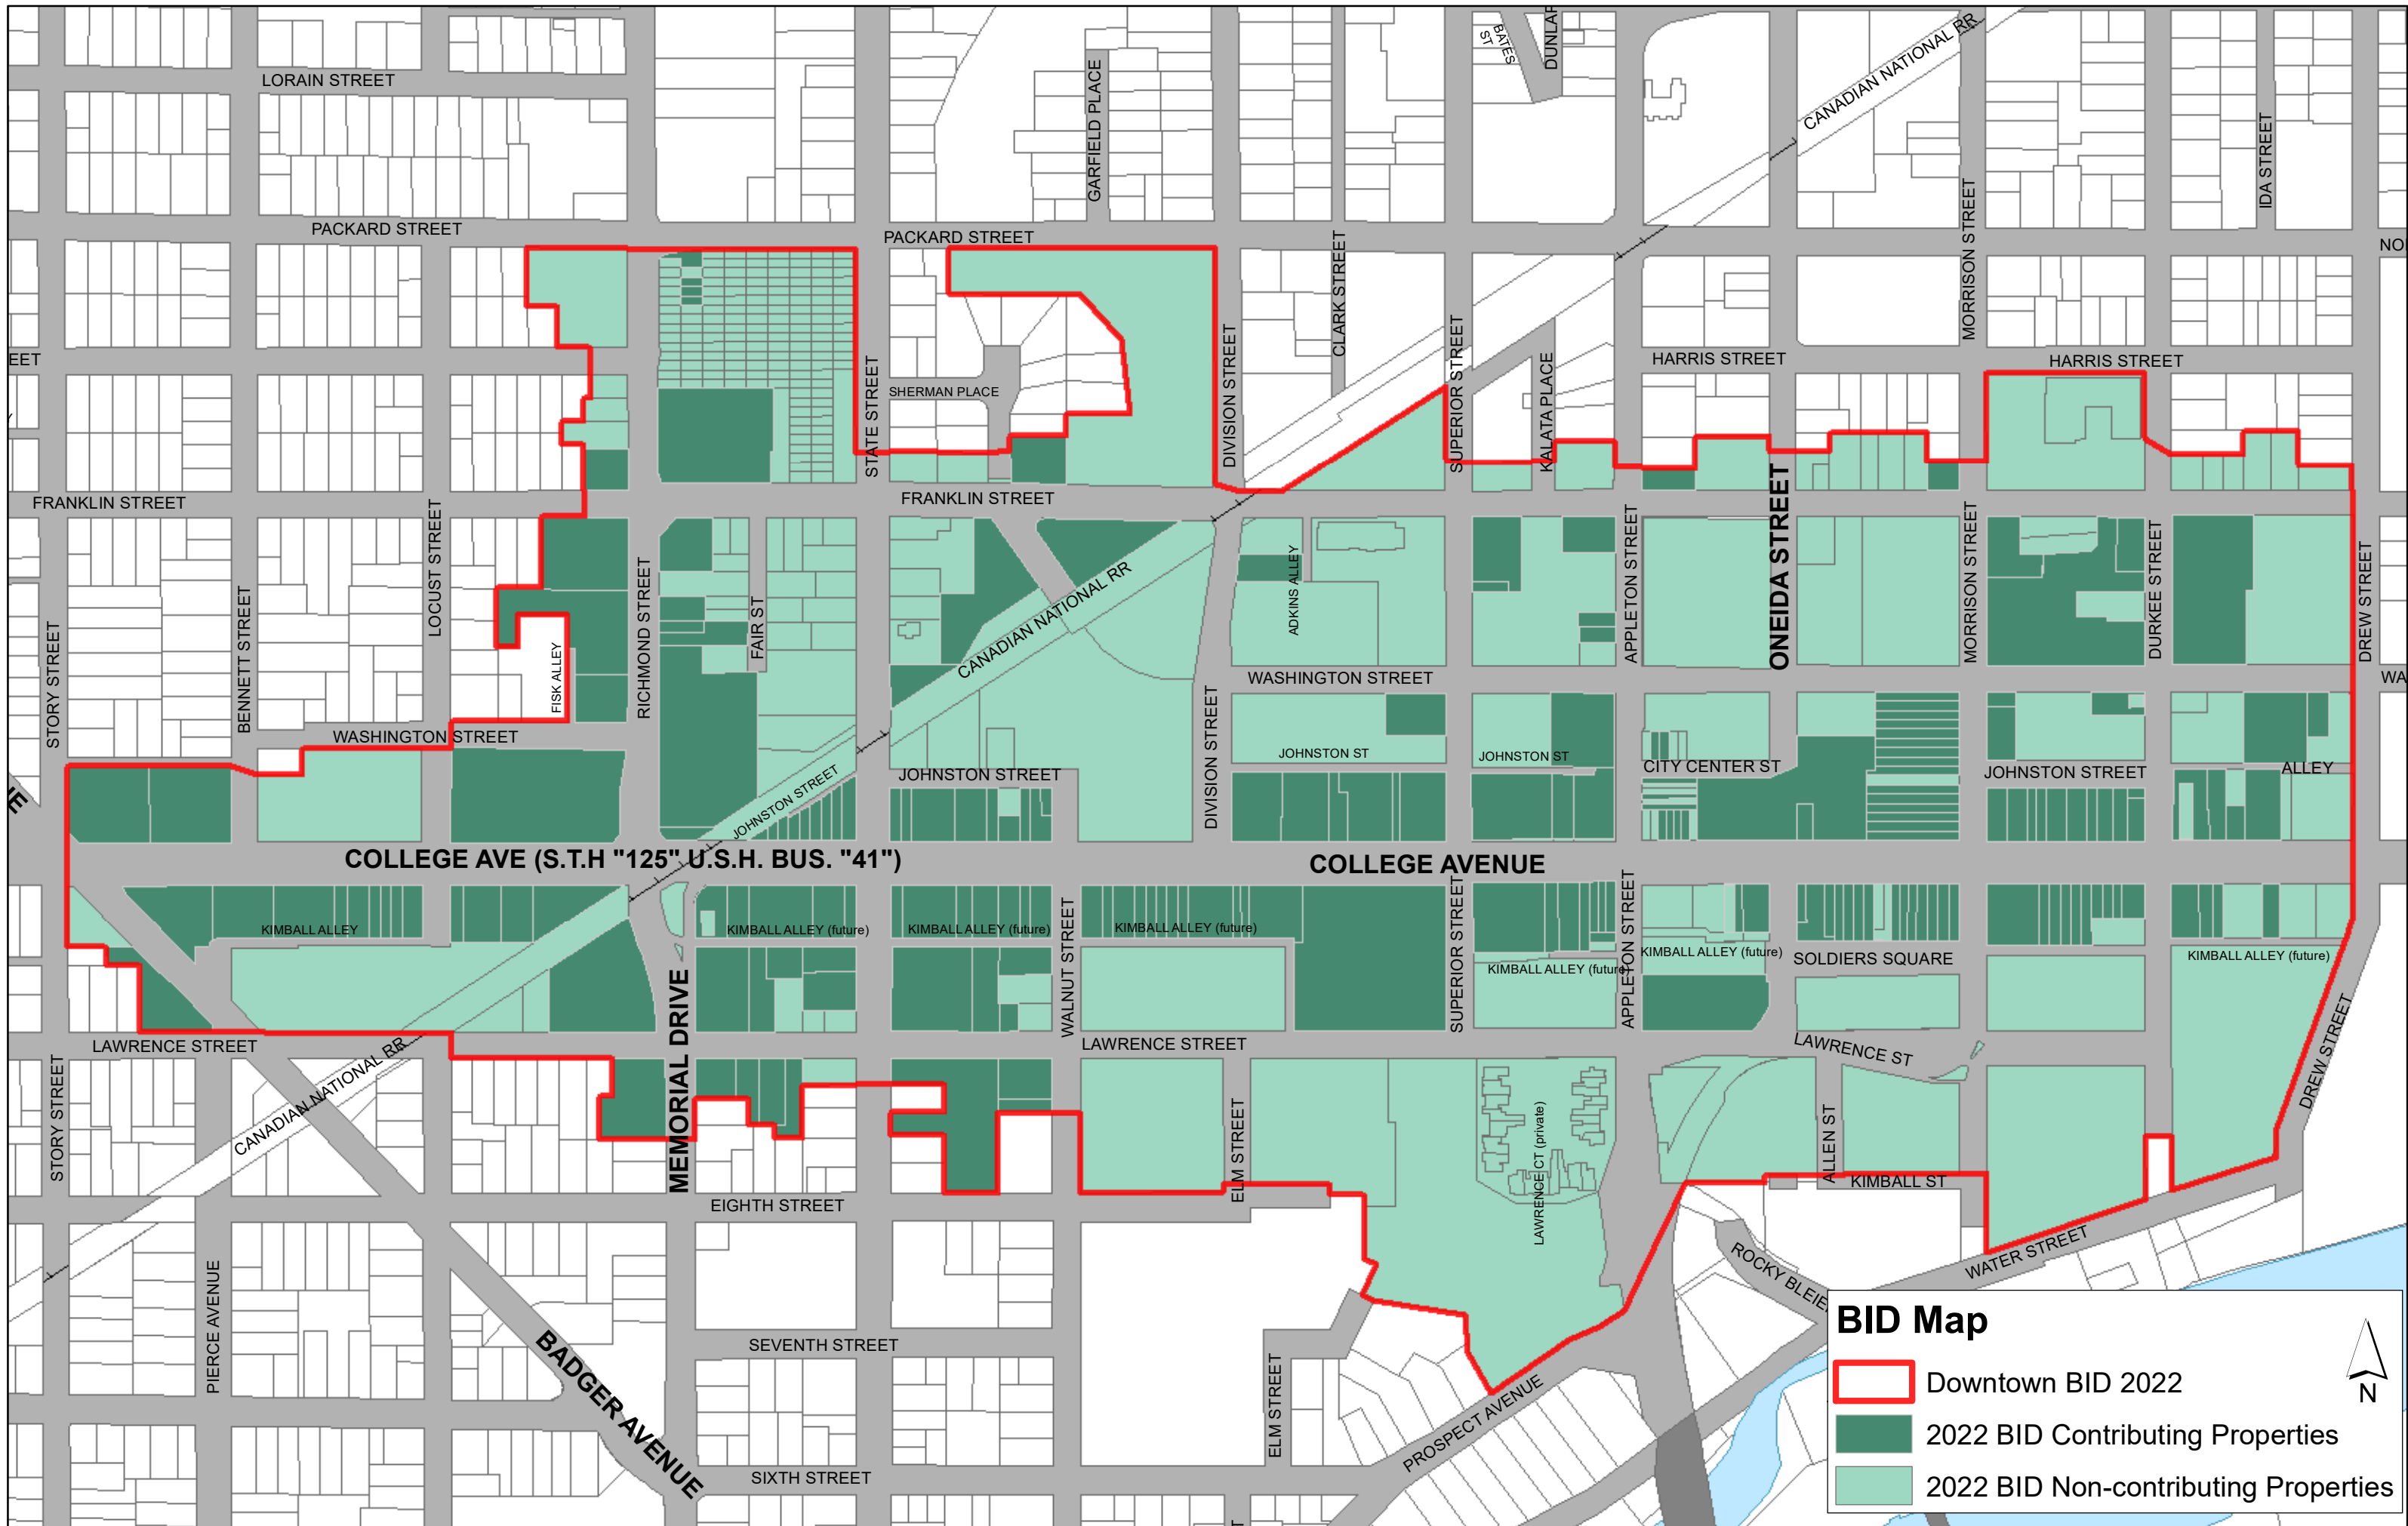 BATES
ST
DUNLAP
CANADIAN NATIONAL RR
LORAIN STREET
GARFIELD PLACE
IDA STREET
MORRISON STREET
PACKARD STREET
PACKARD STREET
CLARK STREET
NO
EET
SUPERIOR STREET
DIVISION STREET
STATE STREET
KALATA PLACE
HARRIS STREET
HARRIS STREET
SHERMAN PLACE
FRANKLIN STREET
FRANKLIN STREET
LOCUST STREET
ONEIDA STREET
APPLETON STREET
MORRISON STREET
DURKEE STREET
DREW STREET
ADKINS ALLEY
CANADIAN NATIONAL RR
FAIR ST
RICHMOND STREET
FISK ALLEY
BENNETT STREET
STORY STREET
WASHINGTON STREET
WA
WASHINGTON STREET
DIVISION STREET
JOHNSTON ST
JOHNSTON ST
CITY CENTER ST
JOHNSTON STREET
ALLEY
JOHNSTON STREET
JOHNSTON STREET
COLLEGE AVE (S.T.H "125" U.S.H. BUS. "41")
COLLEGE AVENUE
KIMBALL ALLEY
KIMBALL ALLEY (future)
KIMBALL ALLEY (future)
KIMBALL ALLEY (future)
WALNUT STREET
SUPERIOR STREET
APPLETON STREET
KIMBALL ALLEY (future)
KIMBALL ALLEY (future)
SOLDIERS SQUARE
KIMBALL ALLEY (future)
MEMORIAL DRIVE
LAWRENCE STREET
LAWRENCE STREET
LAWRENCE ST
DREW STREET
CANADIAN NATIONAL RR
STORY STREET
ELM STREET
LAWRENCE CT (private)
ALLEN ST
KIMBALL ST
EIGHTH STREET
WATER STREET
ROCKY BLEIE
PIERCE AVENUE
BADGER AVENUE
SEVENTH STREET
ELM STREET
PROSPECT AVENUE
SIXTH STREET
BID Map
Downtown BID 2022
N
2022 BID Contributing Properties
2022 BID Non-contributing Properties